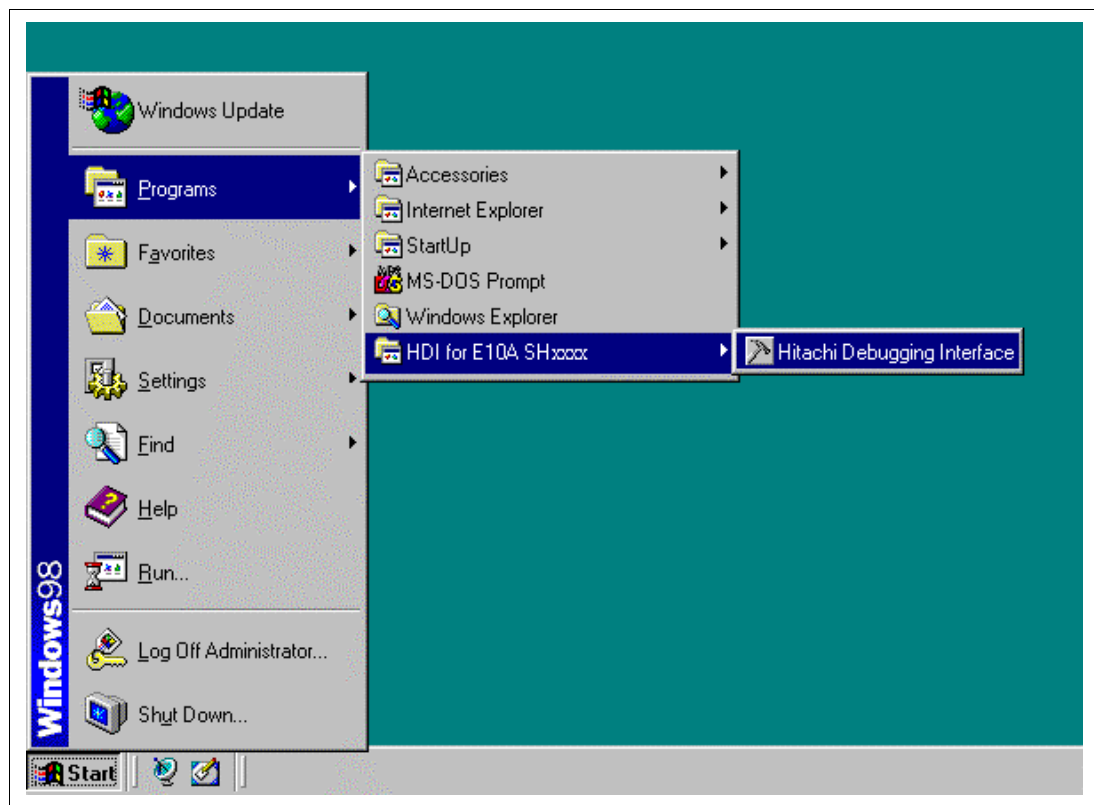 Windows Update
Programs
Favorites
Documents
Settings
Find
Help
Run...
Log Off Administrator...
Shut Down...
Windows98
Accessories
Internet Explorer
StartUp
MS-DOS Prompt
Windows Explorer
HDI for E10A SHxxxx
Hitachi Debugging Interface
Start